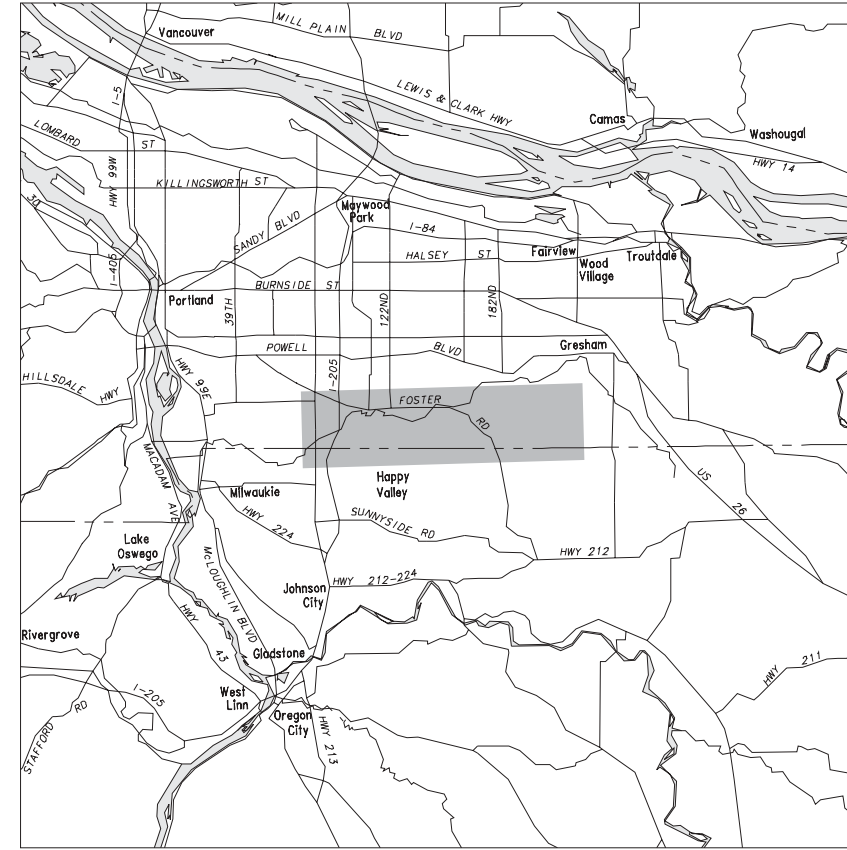 Vancouver
MILL PLAIN BLVD
I-5
LEWIS & CLARK HWY
Camas
Washougal
HWY 14
LOMBARD ST
HWY 99W
KILLINGSWORTH ST
30
SANDY BLVD
Maywood
Park
I-84
I-405
HALSEY ST
Fairview
Wood
Village
Troutdale
BURNSIDE ST
Portland
39TH
122ND
182ND
POWELL BLVD
Gresham
I-205
HILLSDALE HWY
HWY 99E
FOSTER RD
MACADAM AVE
Milwaukie
Happy
Valley
US 26
HWY 224
SUNNYSIDE RD
Lake
Oswego
HWY 212
McLOUGHLIN BLVD
HWY 212-224
Johnson
City
HWY 43
Rivergrove
Gladstone
HWY 211
I-205
West
Linn
STAFFORD RD
Oregon
City
HWY 213